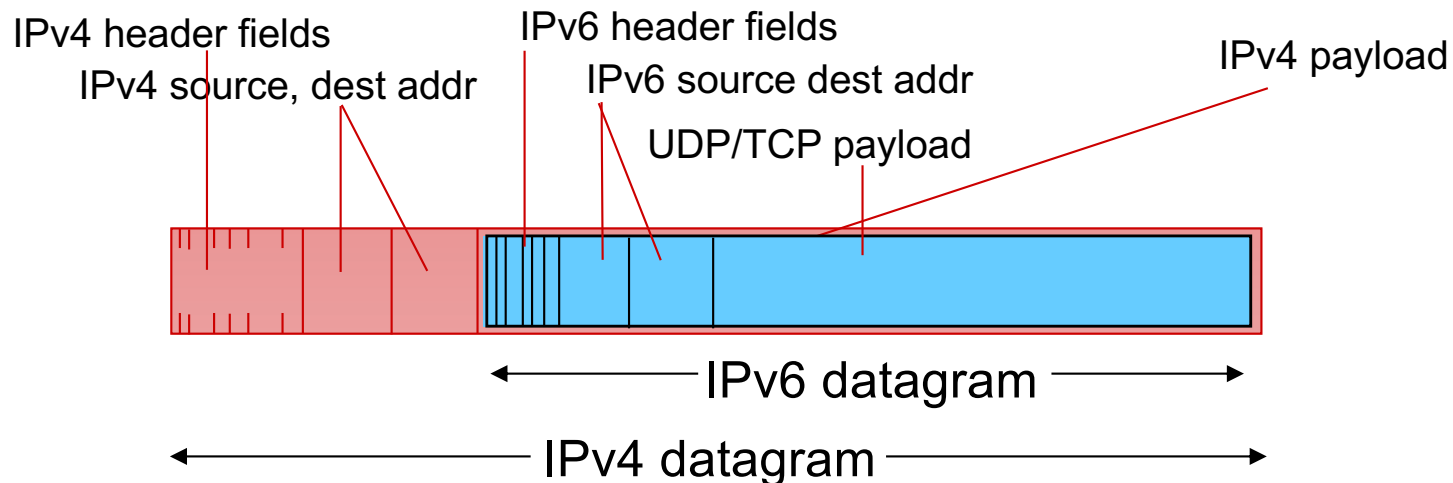 IPv4 header fields
IPv6 header fields
IPv4 payload
IPv4 source, dest addr
IPv6 source dest addr
UDP/TCP payload
IPv6 datagram
IPv4 datagram